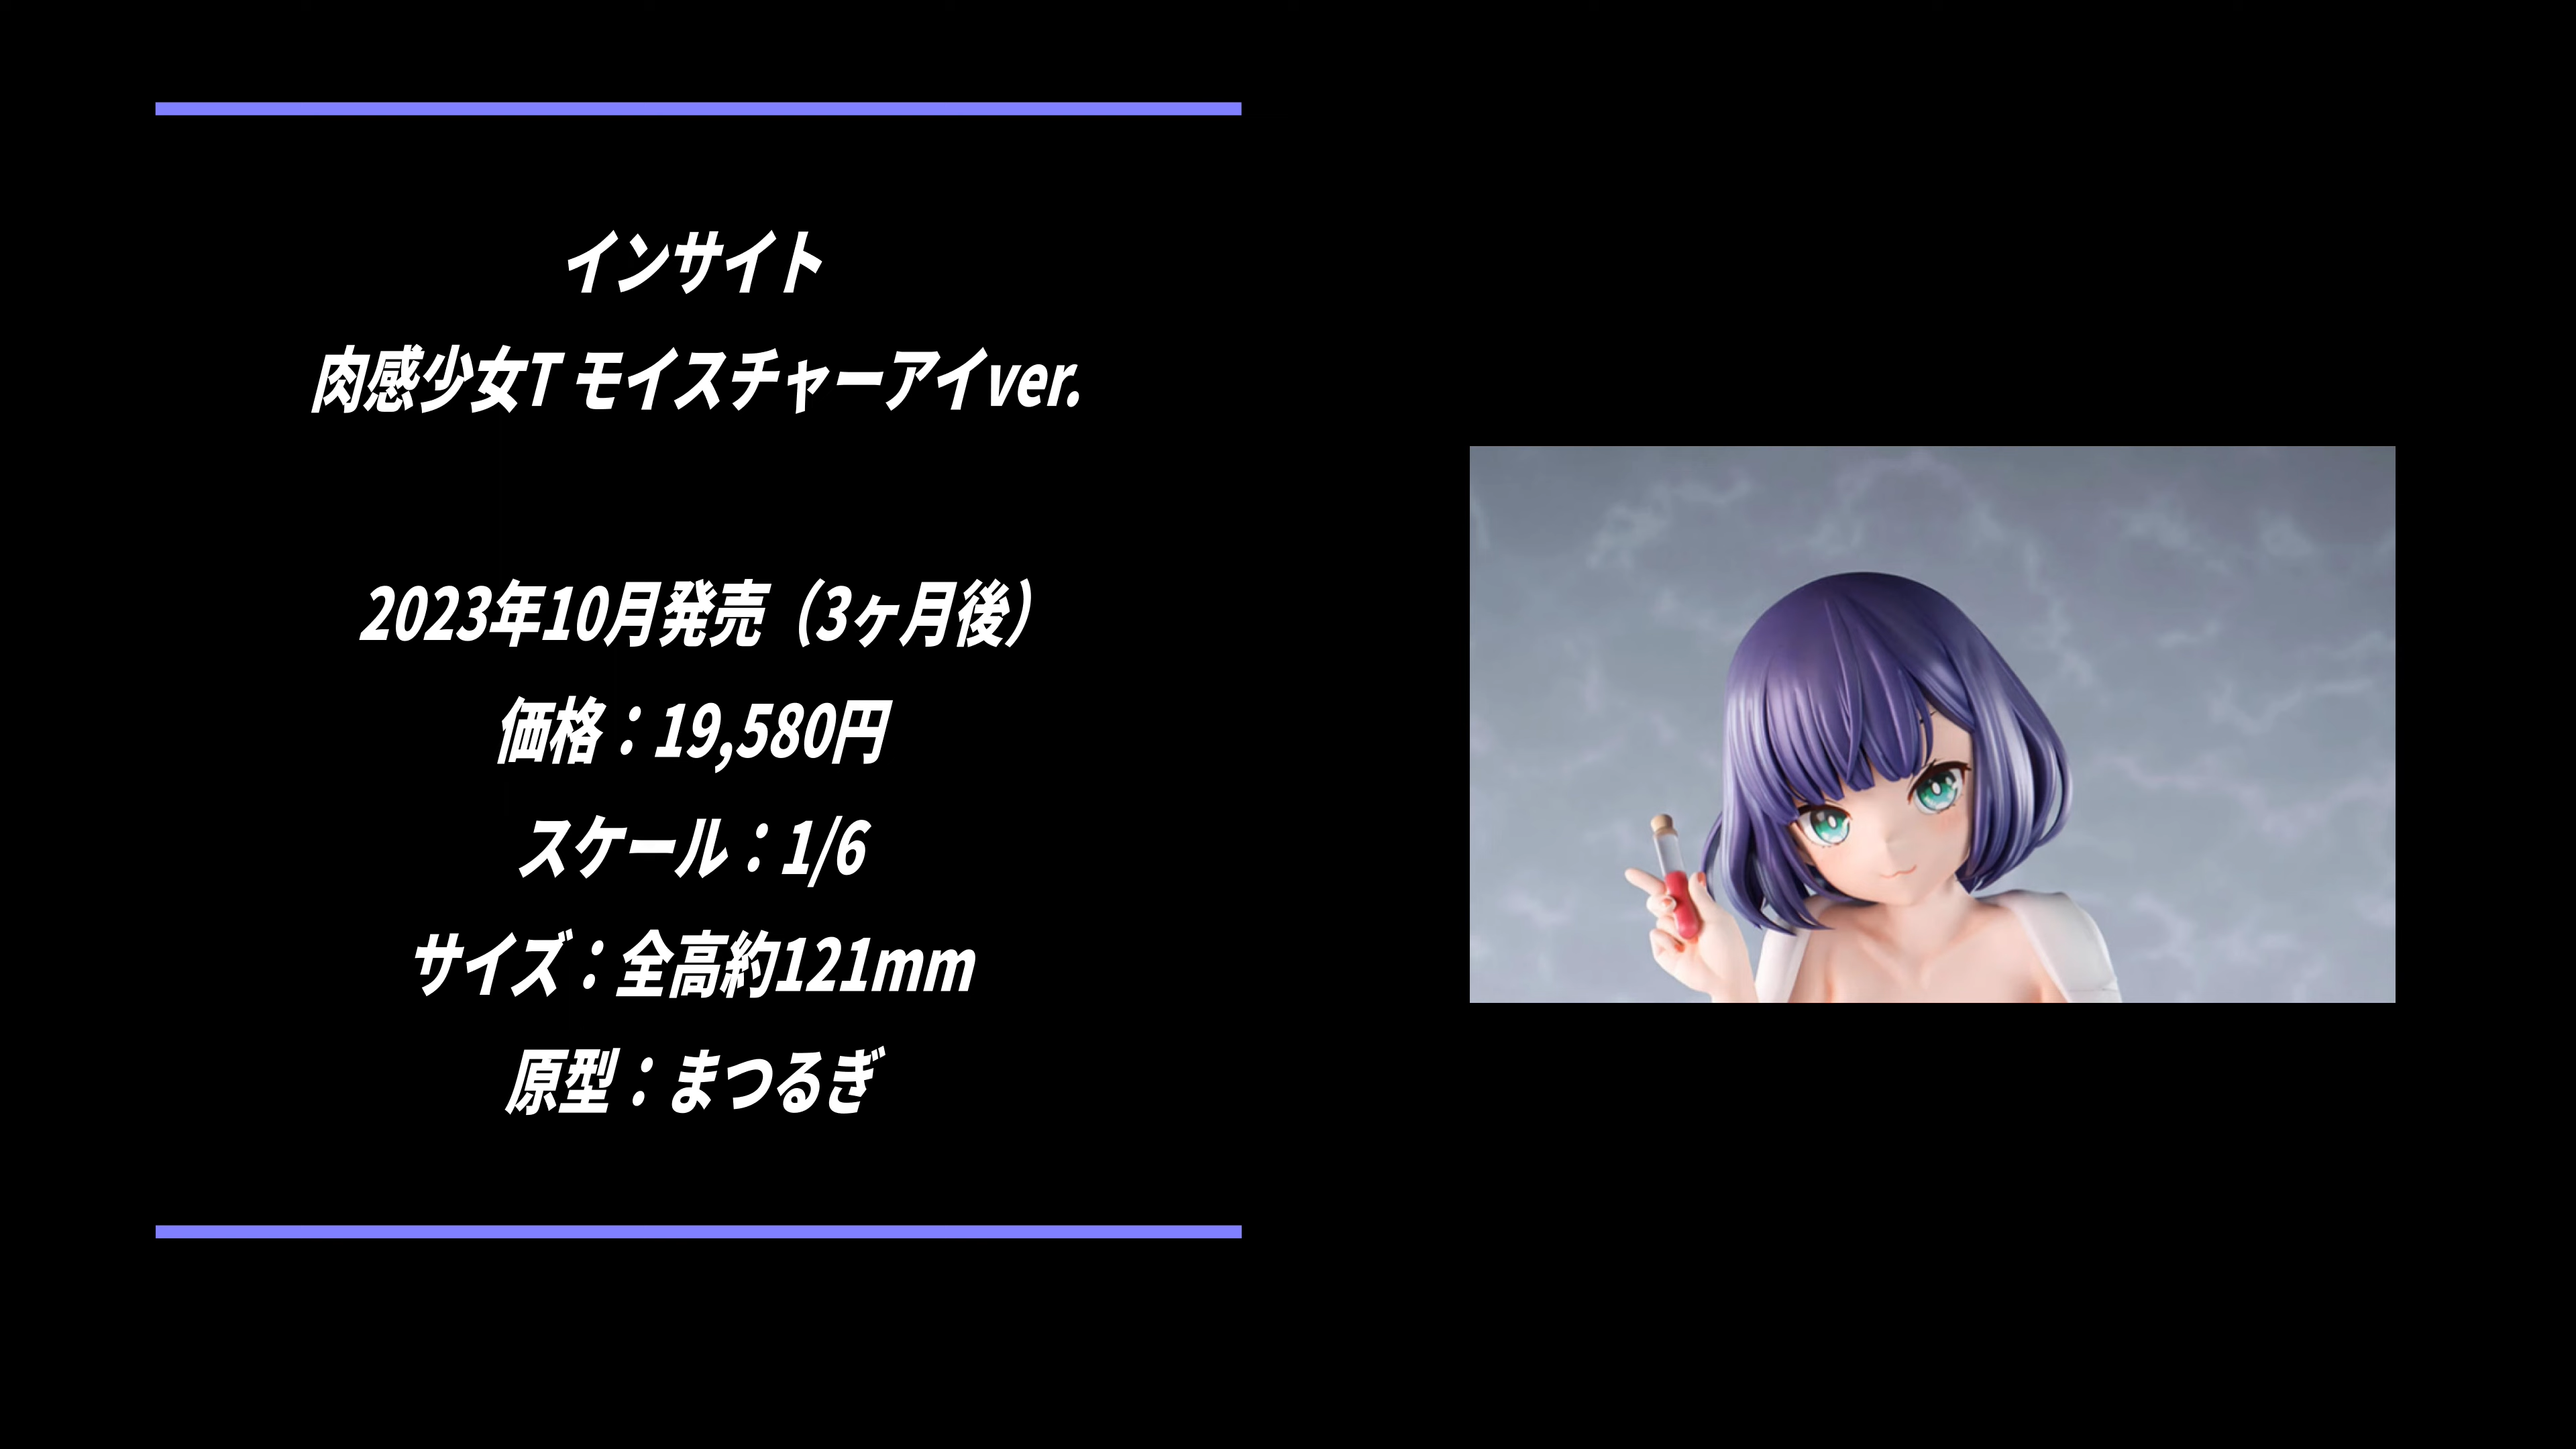 インサイト
肉感少女T モイスチャーアイver.
2023年10月発売（3ヶ月後）
価格：19,580円
スケール：1/6
サイズ：全高約121mm
原型：まつるぎ